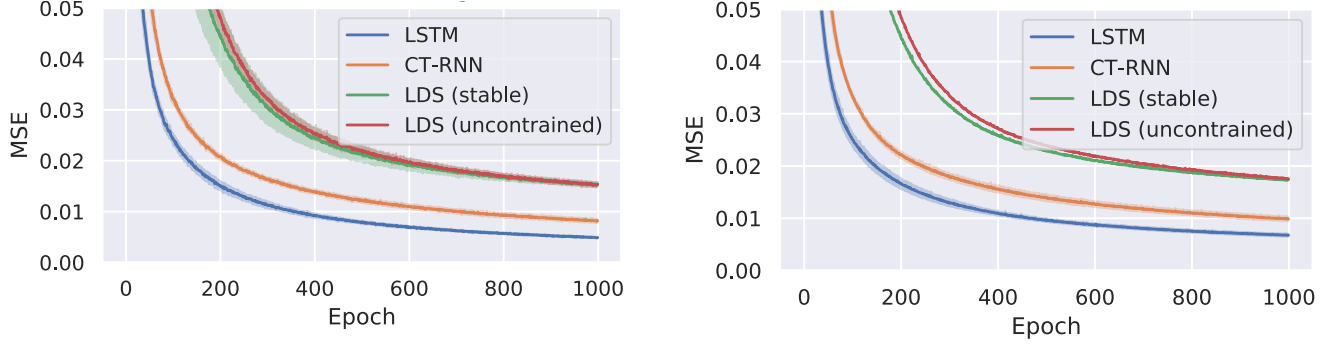 0.05
0.04
0.03
0.02
0.01
0.00
MSE
0 200 400 600 800 1000
Epoch
LSTM
CT-RNN
LDS (stable)
LDS (uncontrained)
0.05
0.04
0.03
0.02
0.01
0.00
MSE
0 200 400 600 800 1000
Epoch
LSTM
CT-RNN
LDS (stable)
LDS (uncontrained)